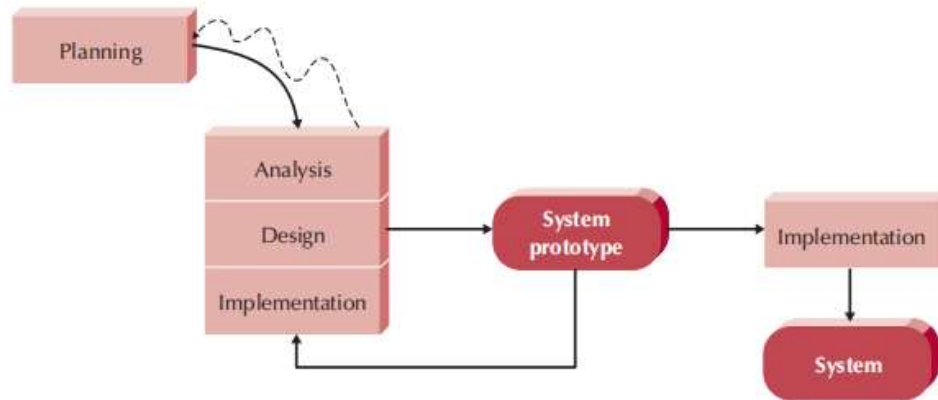 Planning
Analysis
Design
Implementation
System
prototype
Implementation
System